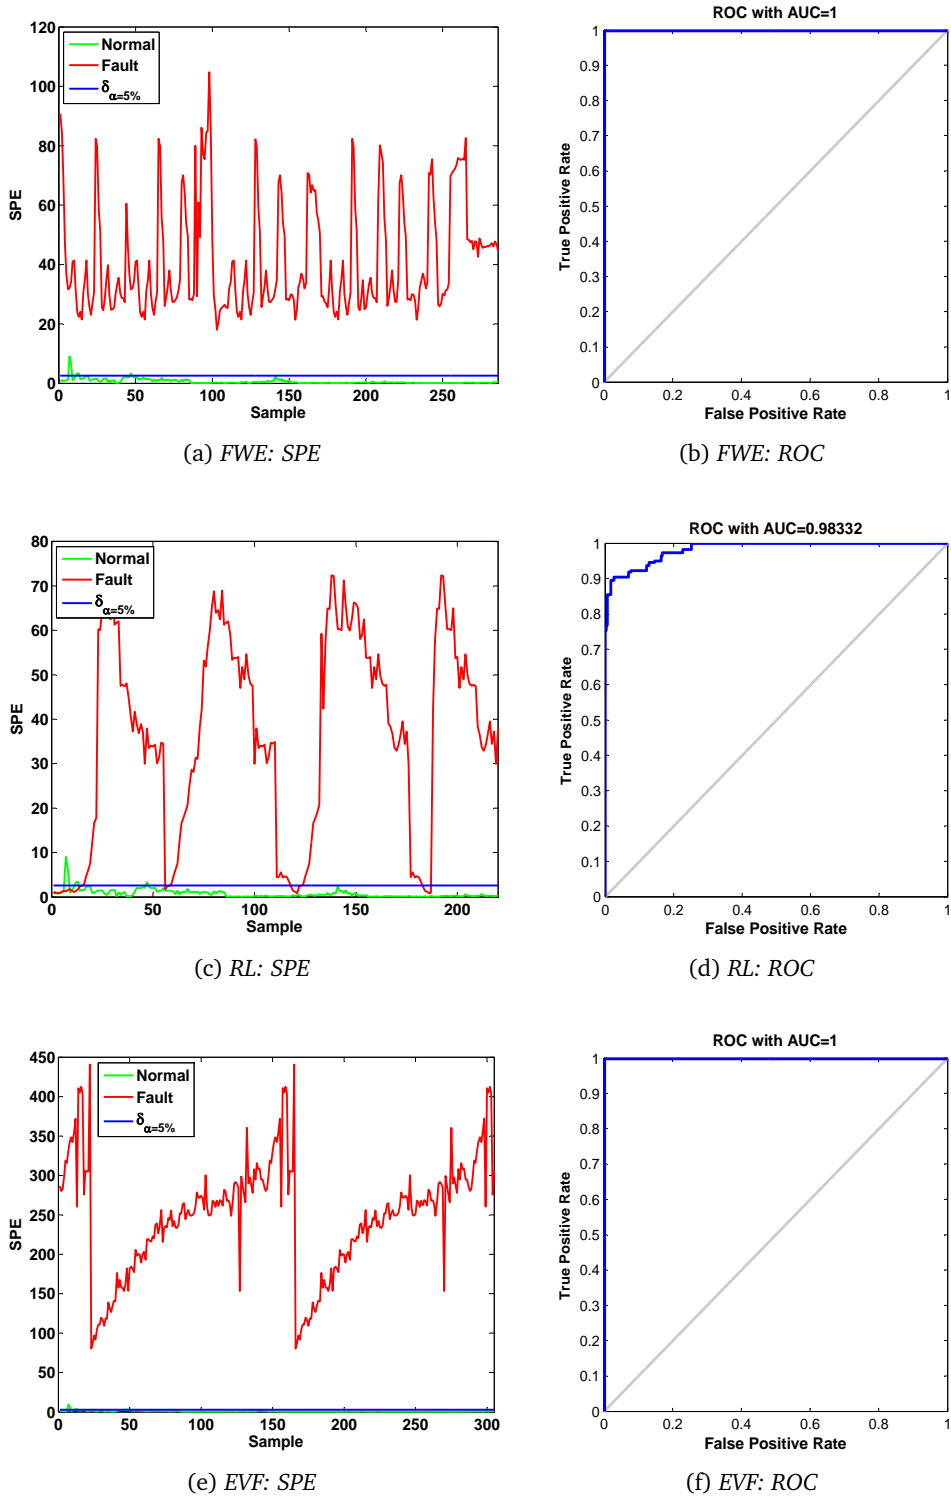 ROC with AUC=1
120
100
80
60
40
20
0
SPE
Normal
Fault
δα=5%
0 50 100 150 200 250
Sample
1
0.9
0.8
0.7
0.6
0.5
0.4
0.3
0.2
0.1
0
True Positive Rate
0 0.2 0.4 0.6 0.8 1
False Positive Rate
(a) FWE: SPE
(b) FWE: ROC
80
70
60
50
40
30
20
10
0
SPE
Normal
Fault
δα=5%
0 50 100 150 200
Sample
ROC with AUC=0.98332
1
0.9
0.8
0.7
0.6
0.5
0.4
0.3
0.2
0.1
0
True Positive Rate
0 0.2 0.4 0.6 0.8 1
False Positive Rate
(c) RL: SPE
(d) RL: ROC
450
400
350
300
250
200
150
100
50
0
SPE
Normal
Fault
δα=5%
0 50 100 150 200 250 300
Sample
ROC with AUC=1
1
0.9
0.8
0.7
0.6
0.5
0.4
0.3
0.2
0.1
0
True Positive Rate
0 0.2 0.4 0.6 0.8 1
False Positive Rate
(e) EVF: SPE
(f) EVF: ROC